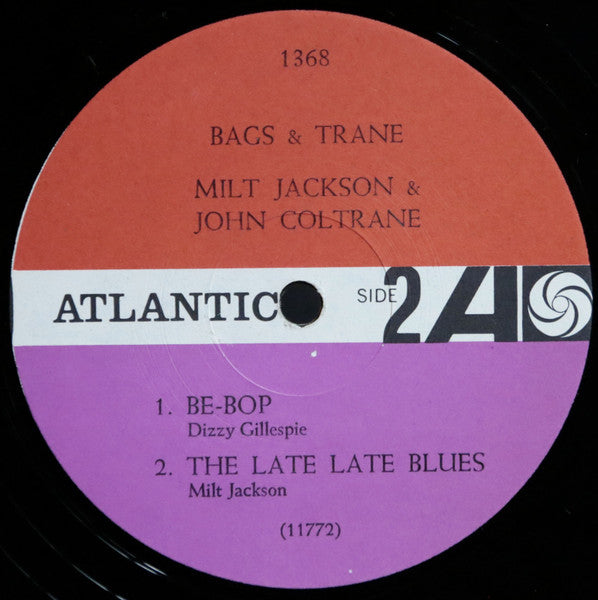 1368
BAGS & TRANE
MILT JACKSON &
JOHN COLTRANE
ATLANTIC SIDE 2 A
1. BE-BOP
Dizzy Gillespie
2. THE LATE LATE BLUES
Milt Jackson
(11772)